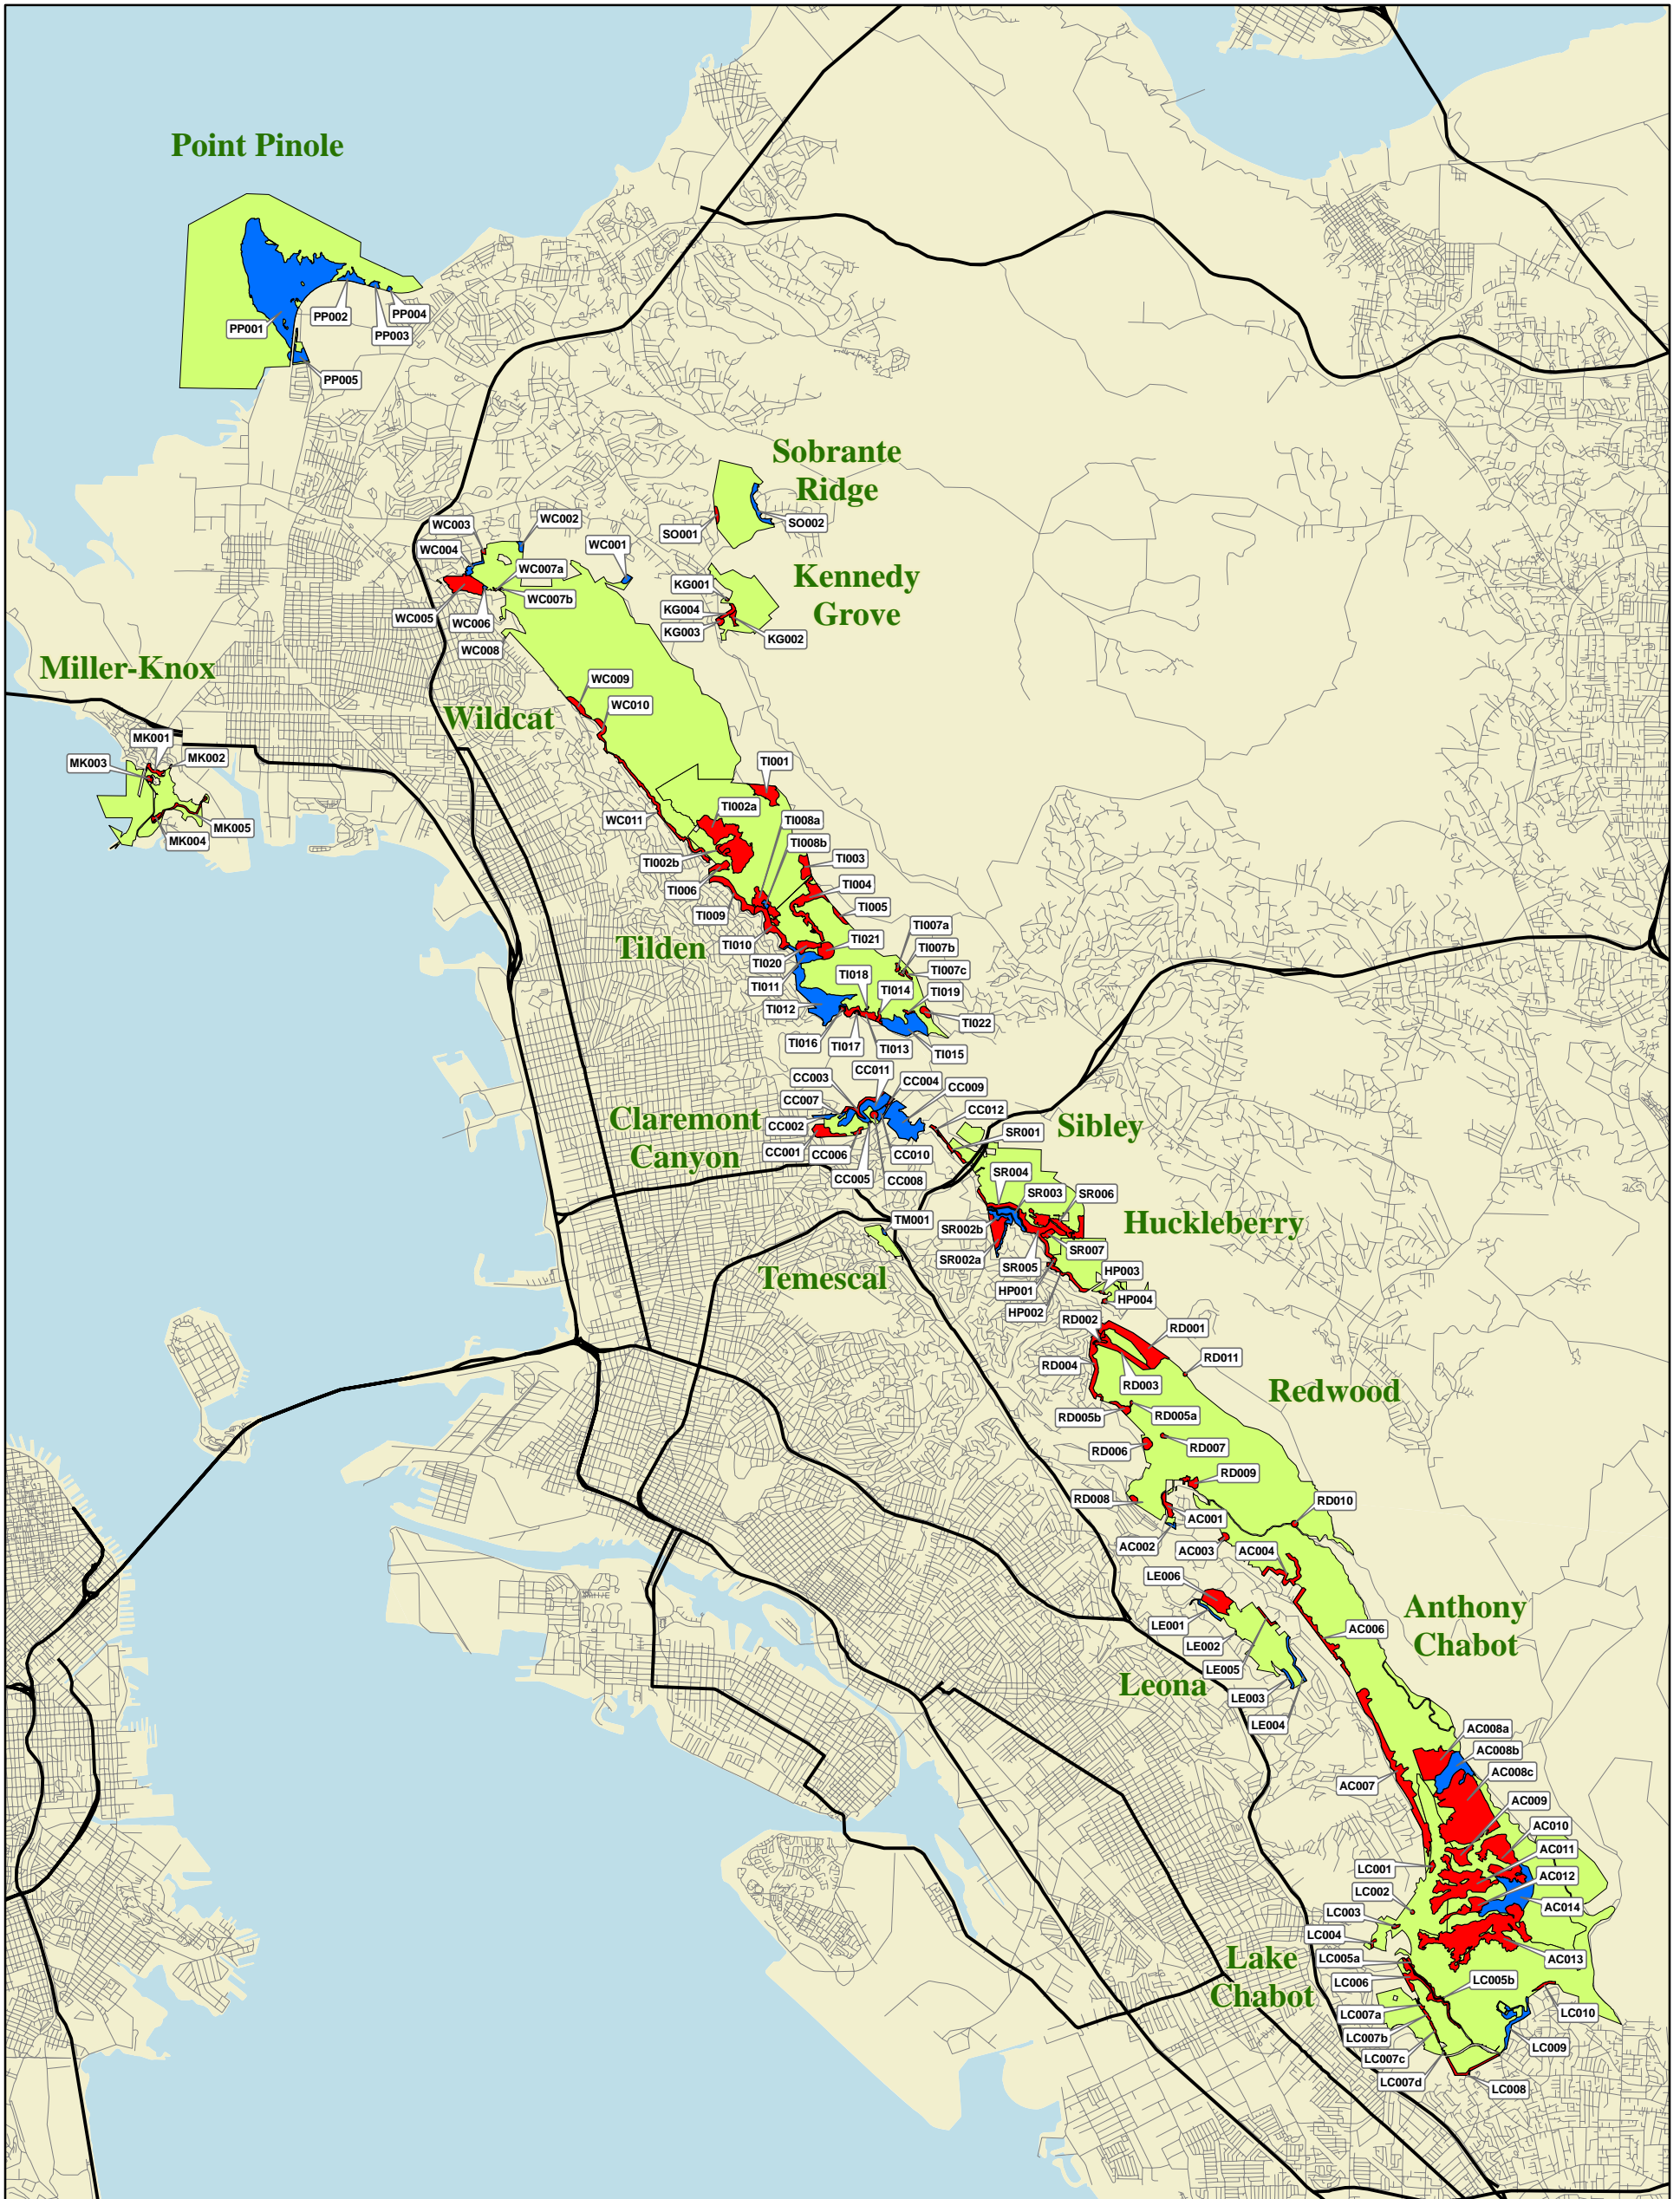 Point Pinole
PP001
PP002
PP004
PP003
PP005
Sobrante
Ridge
SO001
SO002
WC003
WC002
WC004
WC001
WC007a
WC007b
WC005
WC006
WC008
KG001
KG004
KG003
KG002
Kennedy
Grove
Miller-Knox
MK001
MK002
MK003
MK005
MK004
WC009
WC010
Wildcat
TI001
TI002a
WC011
TI008a
TI008b
TI002b
TI003
TI006
TI004
TI009
TI005
TI010
TI007a
TI021
TI007b
Tilden
TI020
TI007c
TI011
TI018
TI014
TI019
TI012
TI022
TI016
TI017
TI013
TI015
CC011
CC003
CC004
CC009
CC007
CC012
Claremont
Canyon
CC002
CC001
CC006
CC010
CC005
CC008
Sibley
SR001
SR004
SR003
SR006
TM001
SR002b
SR002a
SR007
SR005
Huckleberry
Temescal
HP003
HP001
HP004
HP002
RD002
RD001
RD004
RD011
RD003
Redwood
RD005b
RD005a
RD006
RD007
RD009
RD008
RD010
AC001
AC002
AC003
AC004
LE006
LE001
LE002
AC006
Anthony
Chabot
LE005
Leona
LE003
LE004
AC008a
AC008b
AC008c
AC007
AC009
AC010
AC011
LC001
AC012
LC002
AC014
LC003
LC004
Lake
Chabot
LC005a
AC013
LC006
LC005b
LC007a
LC010
LC007b
LC009
LC007c
LC007d
LC008